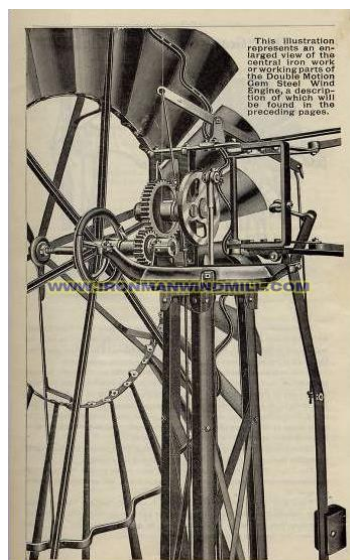 This illustration
represents an en-
larged view of the
central iron work
or working parts of
the Double Motion
Gem Steel Wind
Engine, a descrip-
tion of which will
be found in the
preceding pages.
WWW.IRONMANWINDMILL.COM